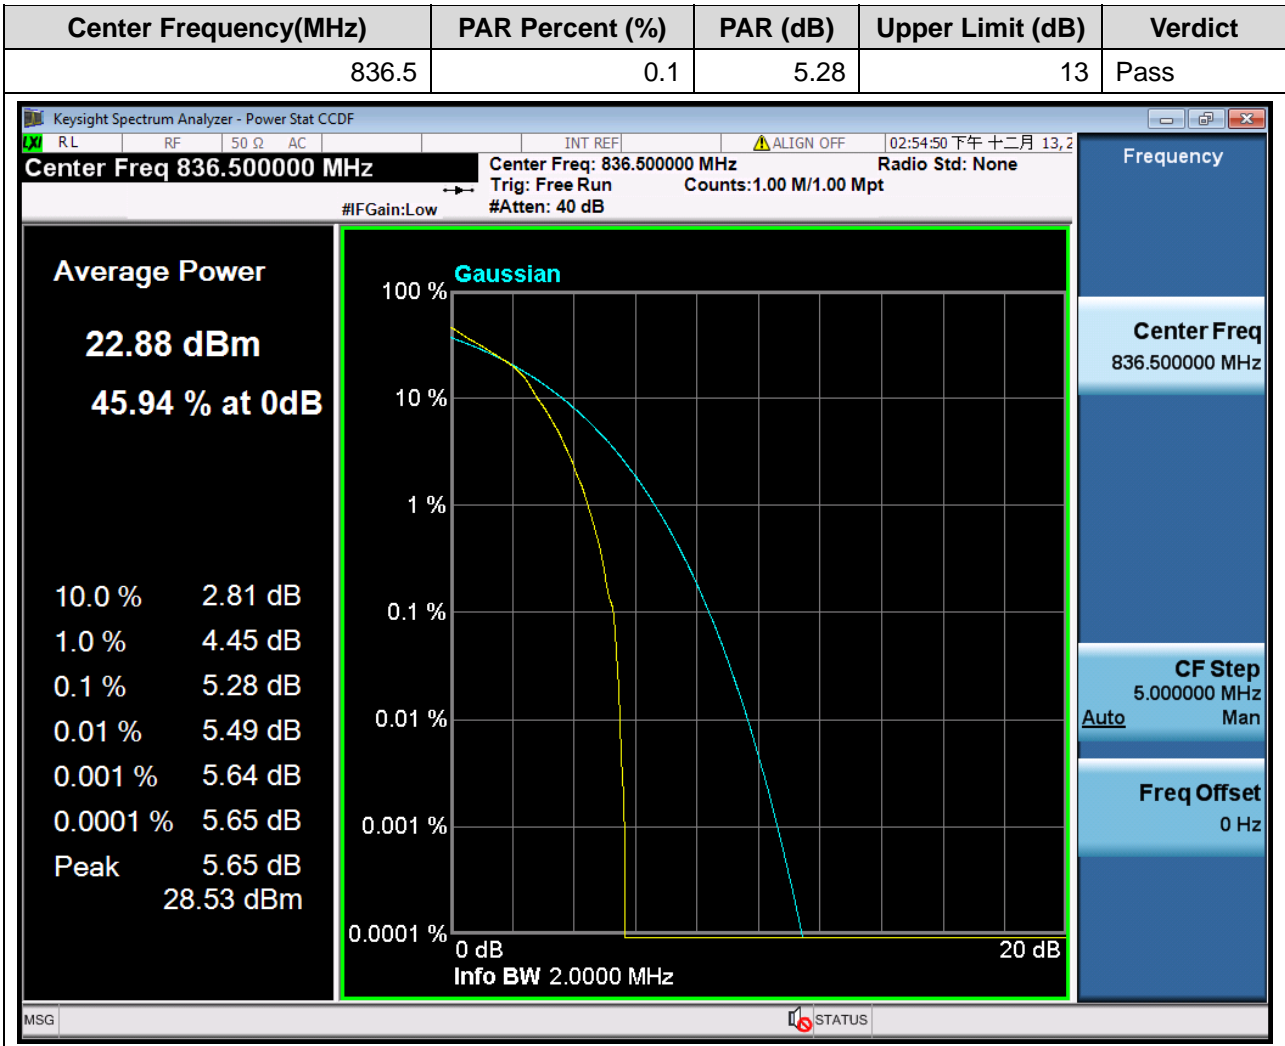 Center Frequency(MHz) PAR Percent (%) PAR (dB) Upper Limit (dB) Verdict
836.5 0.1 5.28 13 Pass
Keysight Spectrum Analyzer - Power Stat CCDF
LXI RL RF 50 Ω AC INT REF ALIGN OFF 02:54:50 下午 十二月 13, 2
Center Freq 836.500000 MHz
Center Freq: 836.500000 MHz Radio Std: None
Trig: Free Run Counts:1.00 M/1.00 Mpt
#IFGain:Low #Atten: 40 dB
Frequency
Average Power
22.88 dBm
45.94 % at 0dB
10.0 % 2.81 dB
1.0 % 4.45 dB
0.1 % 5.28 dB
0.01 % 5.49 dB
0.001 % 5.64 dB
0.0001 % 5.65 dB
Peak 5.65 dB
28.53 dBm
Gaussian
100 %
10 %
1 %
0.1 %
0.01 %
0.001 %
0.0001 %
0 dB 20 dB
Info BW 2.0000 MHz
Center Freq
836.500000 MHz
CF Step
5.000000 MHz
Auto Man
Freq Offset
0 Hz
MSG STATUS